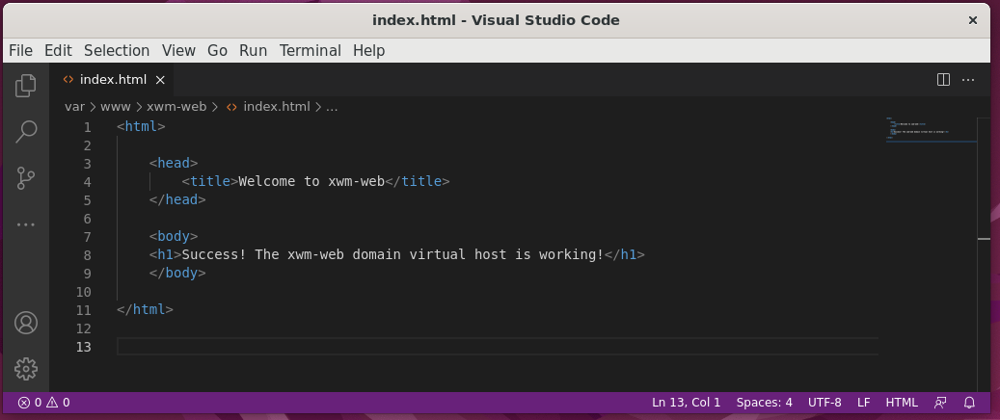 index.html - Visual Studio Code ×
File Edit Selection View Go Run Terminal Help
<> index.html × ...
var > www > xwm-web > <> index.html > ...
1 <html>
2
3     <head>
4         <title>Welcome to xwm-web</title>
5     </head>
6
7     <body>
8     <h1>Success! The xwm-web domain virtual host is working!</h1>
9     </body>
10
11 </html>
12
13
0 0 Ln 13, Col 1 Spaces: 4 UTF-8 LF HTML